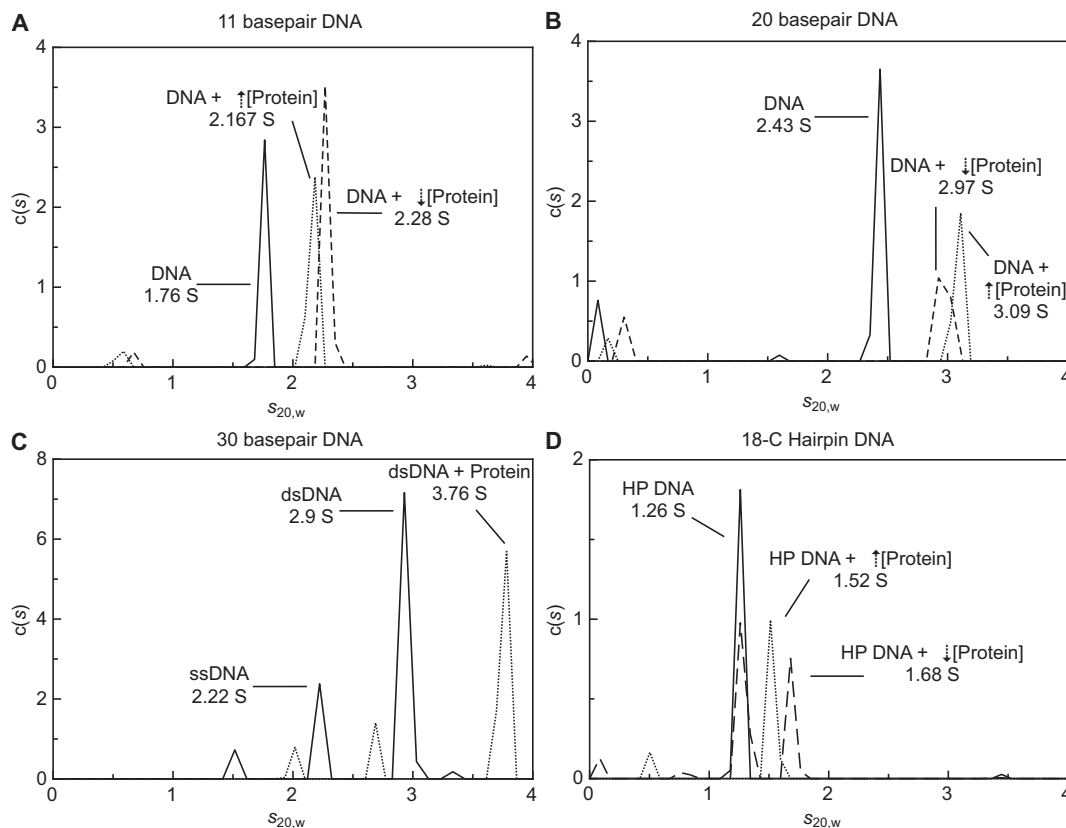 A
11 basepair DNA
4
3
2
1
0
c(s)
DNA + ⇡[Protein]
2.167 S
DNA + ⇣[Protein]
2.28 S
DNA
1.76 S
0 1 2 3 4
s20,w
B
20 basepair DNA
4
3
2
1
0
c(s)
DNA
2.43 S
DNA + ⇣[Protein]
2.97 S
DNA +
⇡[Protein]
3.09 S
0 1 2 3 4
s20,w
C
30 basepair DNA
8
6
4
2
0
c(s)
dsDNA + Protein
3.76 S
dsDNA
2.9 S
ssDNA
2.22 S
0 1 2 3 4
s20,w
D
18-C Hairpin DNA
2
1
0
c(s)
HP DNA
1.26 S
HP DNA + ⇡[Protein]
1.52 S
HP DNA + ⇣[Protein]
1.68 S
0 1 2 3 4
s20,w